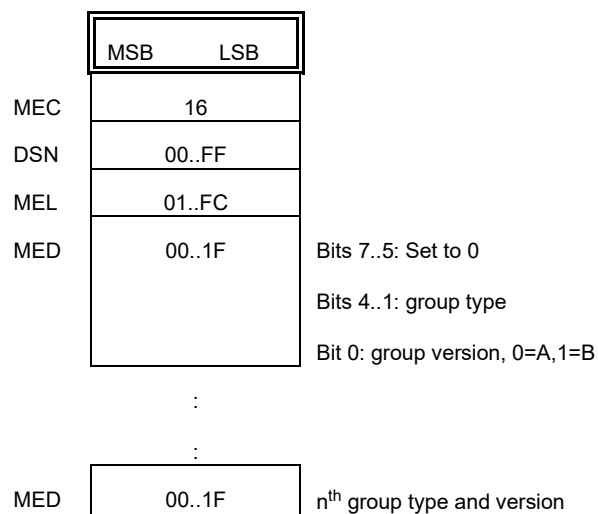 MSB LSB
MEC 16
DSN 00..FF
MEL 01..FC
MED 00..1F Bits 7..5: Set to 0
Bits 4..1: group type
Bit 0: group version, 0=A,1=B
:
:
MED 00..1F nth group type and version